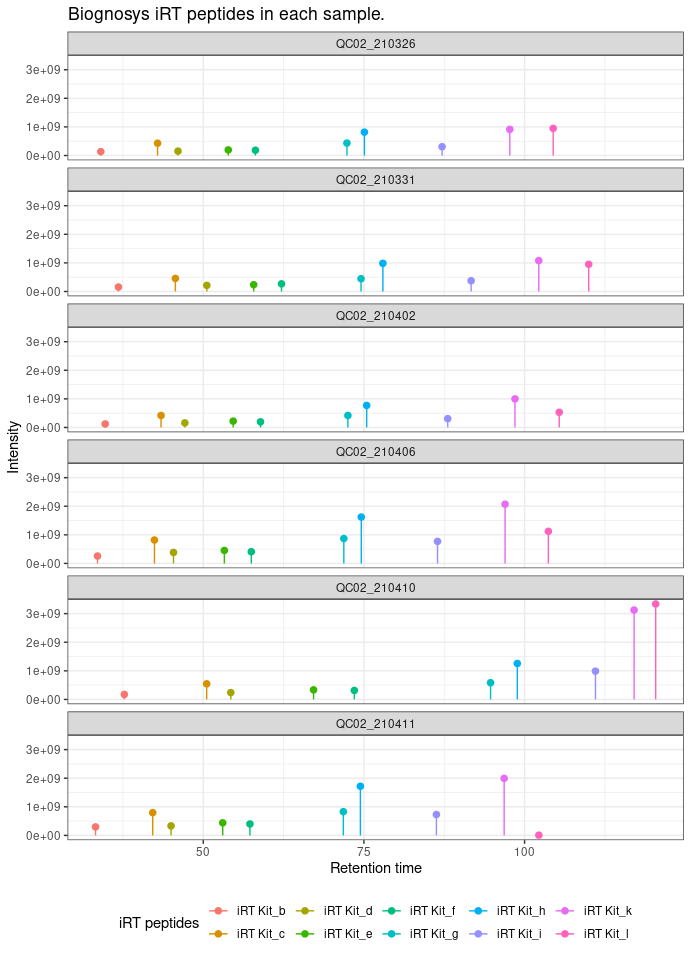 Biognosys iRT peptides in each sample.
QC02_210326
3e+09
2e+09
1e+09
0e+00
QC02_210331
3e+09
2e+09
1e+09
0e+00
QC02_210402
3e+09
2e+09
1e+09
0e+00
QC02_210406
3e+09
2e+09
1e+09
0e+00
QC02_210410
3e+09
2e+09
1e+09
0e+00
QC02_210411
3e+09
2e+09
1e+09
0e+00
Intensity
50 75 100
Retention time
iRT peptides
iRT Kit_b iRT Kit_d iRT Kit_f iRT Kit_h iRT Kit_k
iRT Kit_c iRT Kit_e iRT Kit_g iRT Kit_i iRT Kit_l